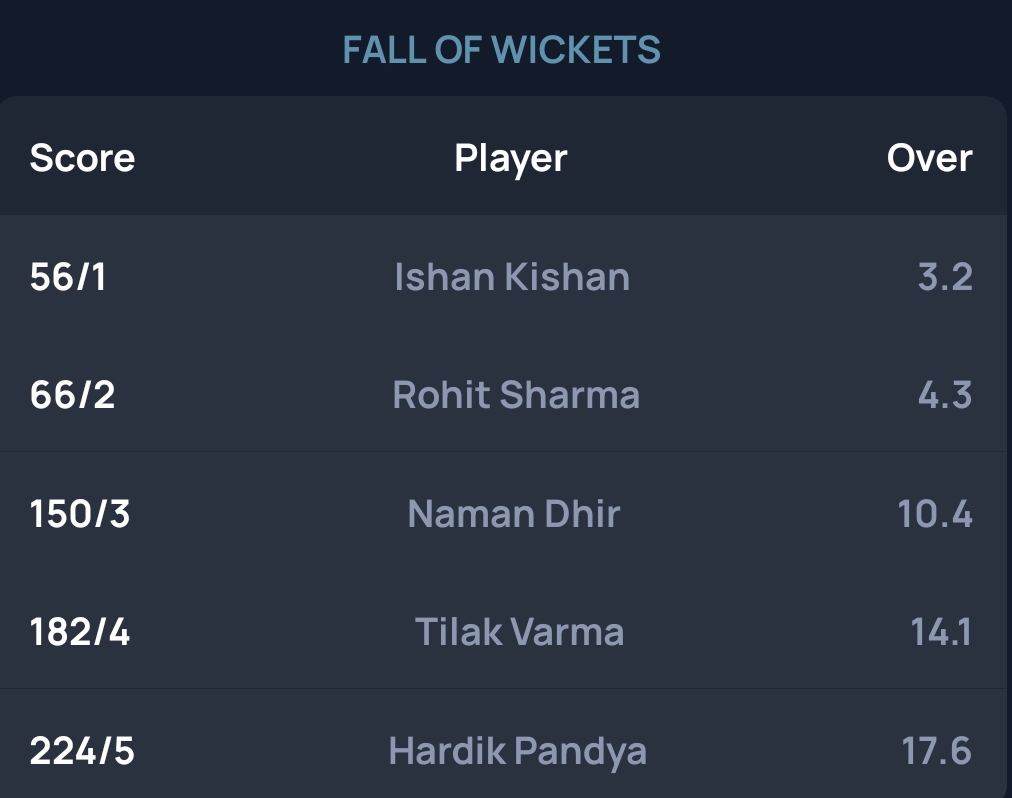 FALL OF WICKETS
Score Player Over
56/1 Ishan Kishan 3.2
66/2 Rohit Sharma 4.3
150/3 Naman Dhir 10.4
182/4 Tilak Varma 14.1
224/5 Hardik Pandya 17.6